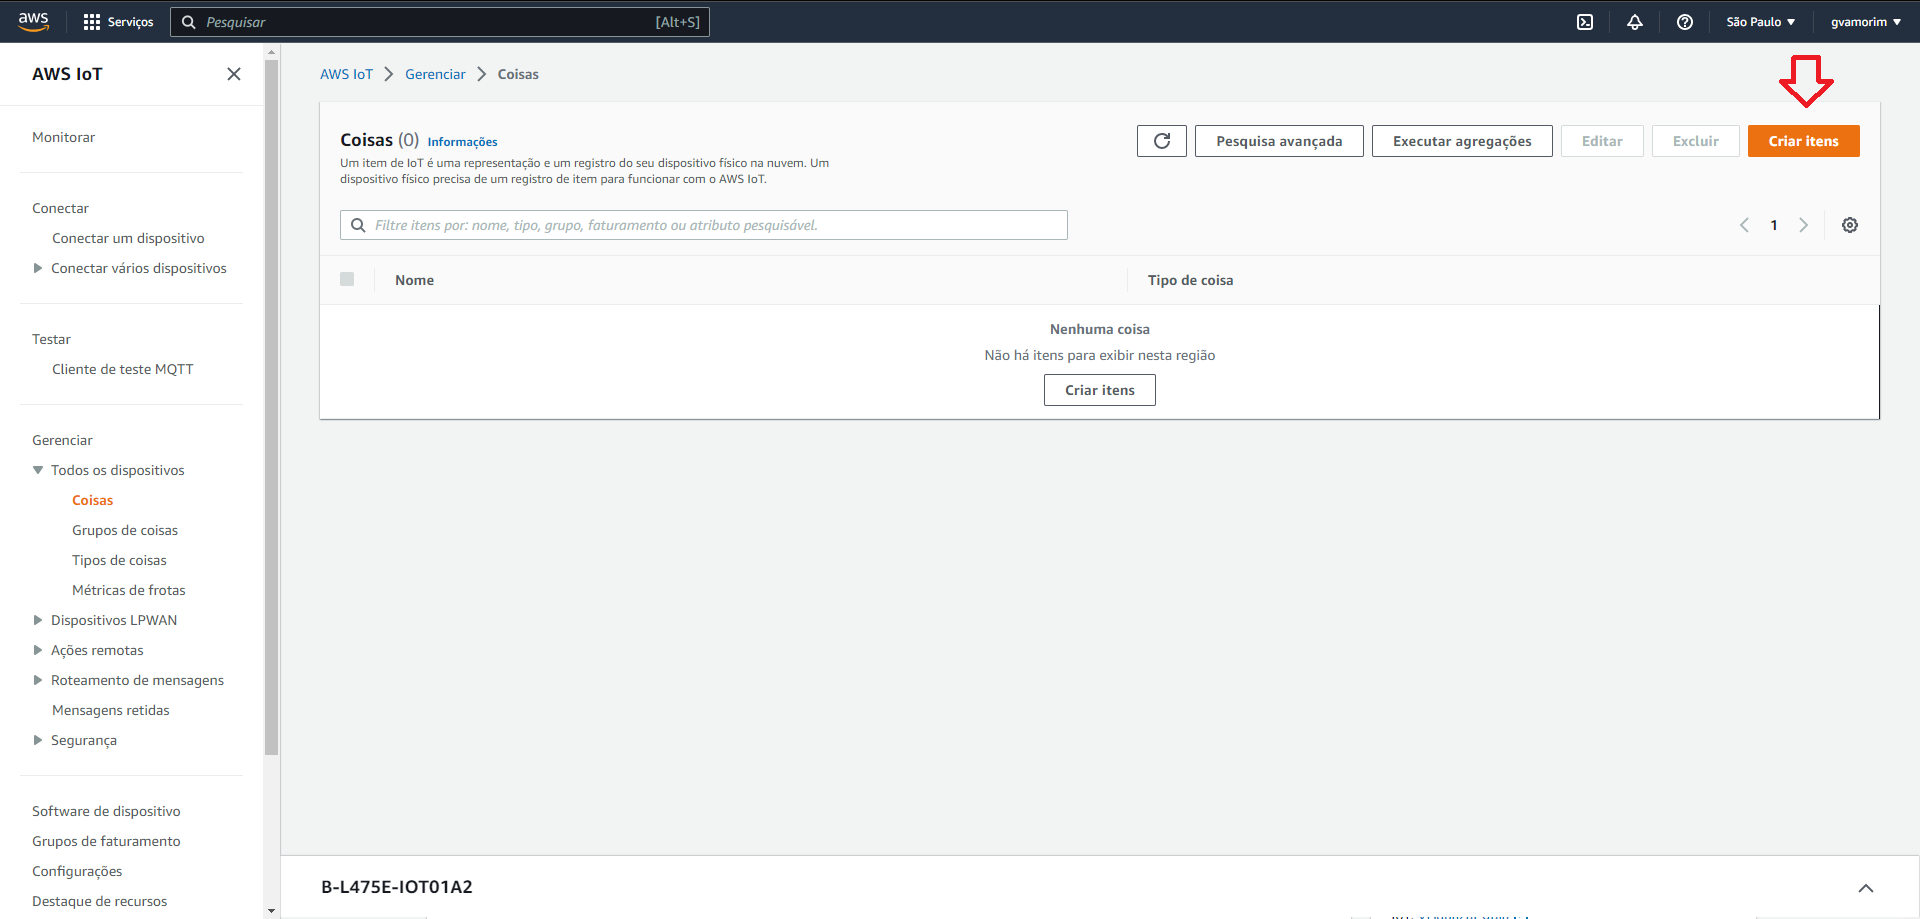 aws
Serviços
Pesquisar
[Alt+S]
São Paulo
gvamorim
AWS IoT
Monitorar
Conectar
Conectar um dispositivo
Conectar vários dispositivos
Testar
Cliente de teste MQTT
Gerenciar
Todos os dispositivos
Coisas
Grupos de coisas
Tipos de coisas
Métricas de frotas
Dispositivos LPWAN
Ações remotas
Roteamento de mensagens
Mensagens retidas
Segurança
Software de dispositivo
Grupos de faturamento
Configurações
Destaque de recursos
AWS IoT > Gerenciar > Coisas
Coisas (0) Informações
Um item de IoT é uma representação e um registro do seu dispositivo físico na nuvem. Um
dispositivo físico precisa de um registro de item para funcionar com o AWS IoT.
Pesquisa avançada
Executar agregações
Editar
Excluir
Criar itens
Filtre itens por: nome, tipo, grupo, faturamento ou atributo pesquisável.
1
Nome
Tipo de coisa
Nenhuma coisa
Não há itens para exibir nesta região
Criar itens
B-L475E-IOT01A2